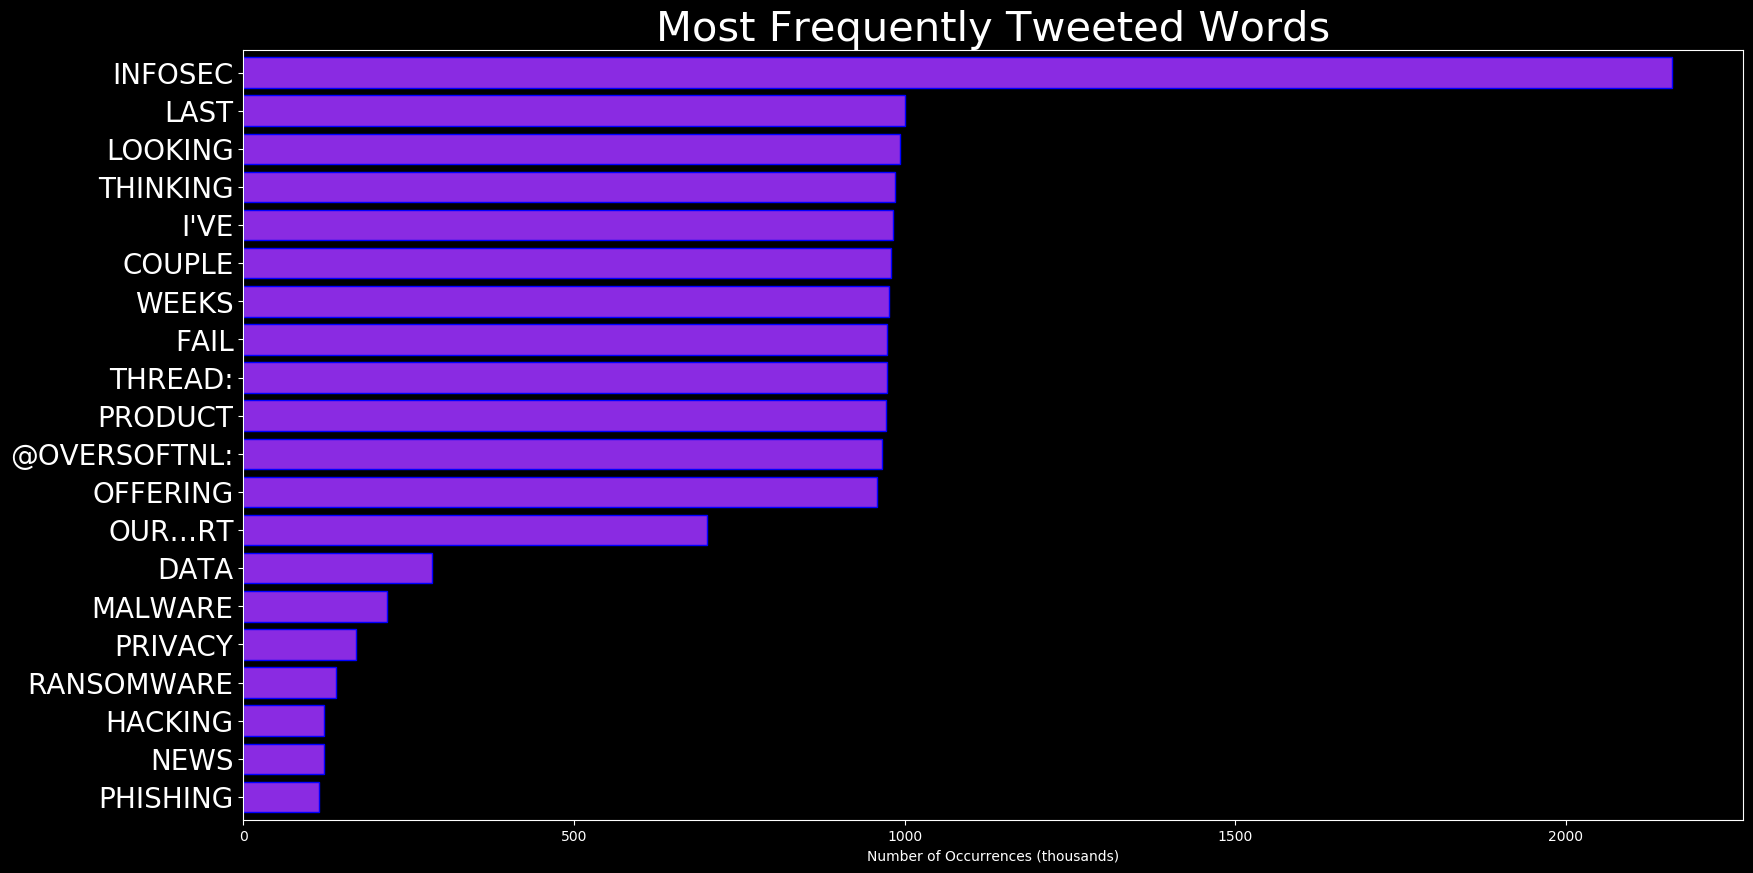 Most Frequently Tweeted Words
INFOSEC
LAST
LOOKING
THINKING
I'VE
COUPLE
WEEKS
FAIL
THREAD:
PRODUCT
@OVERSOFTNL:
OFFERING
OUR...RT
DATA
MALWARE
PRIVACY
RANSOMWARE
HACKING
NEWS
PHISHING
0 500 1000 1500 2000
Number of Occurrences (thousands)